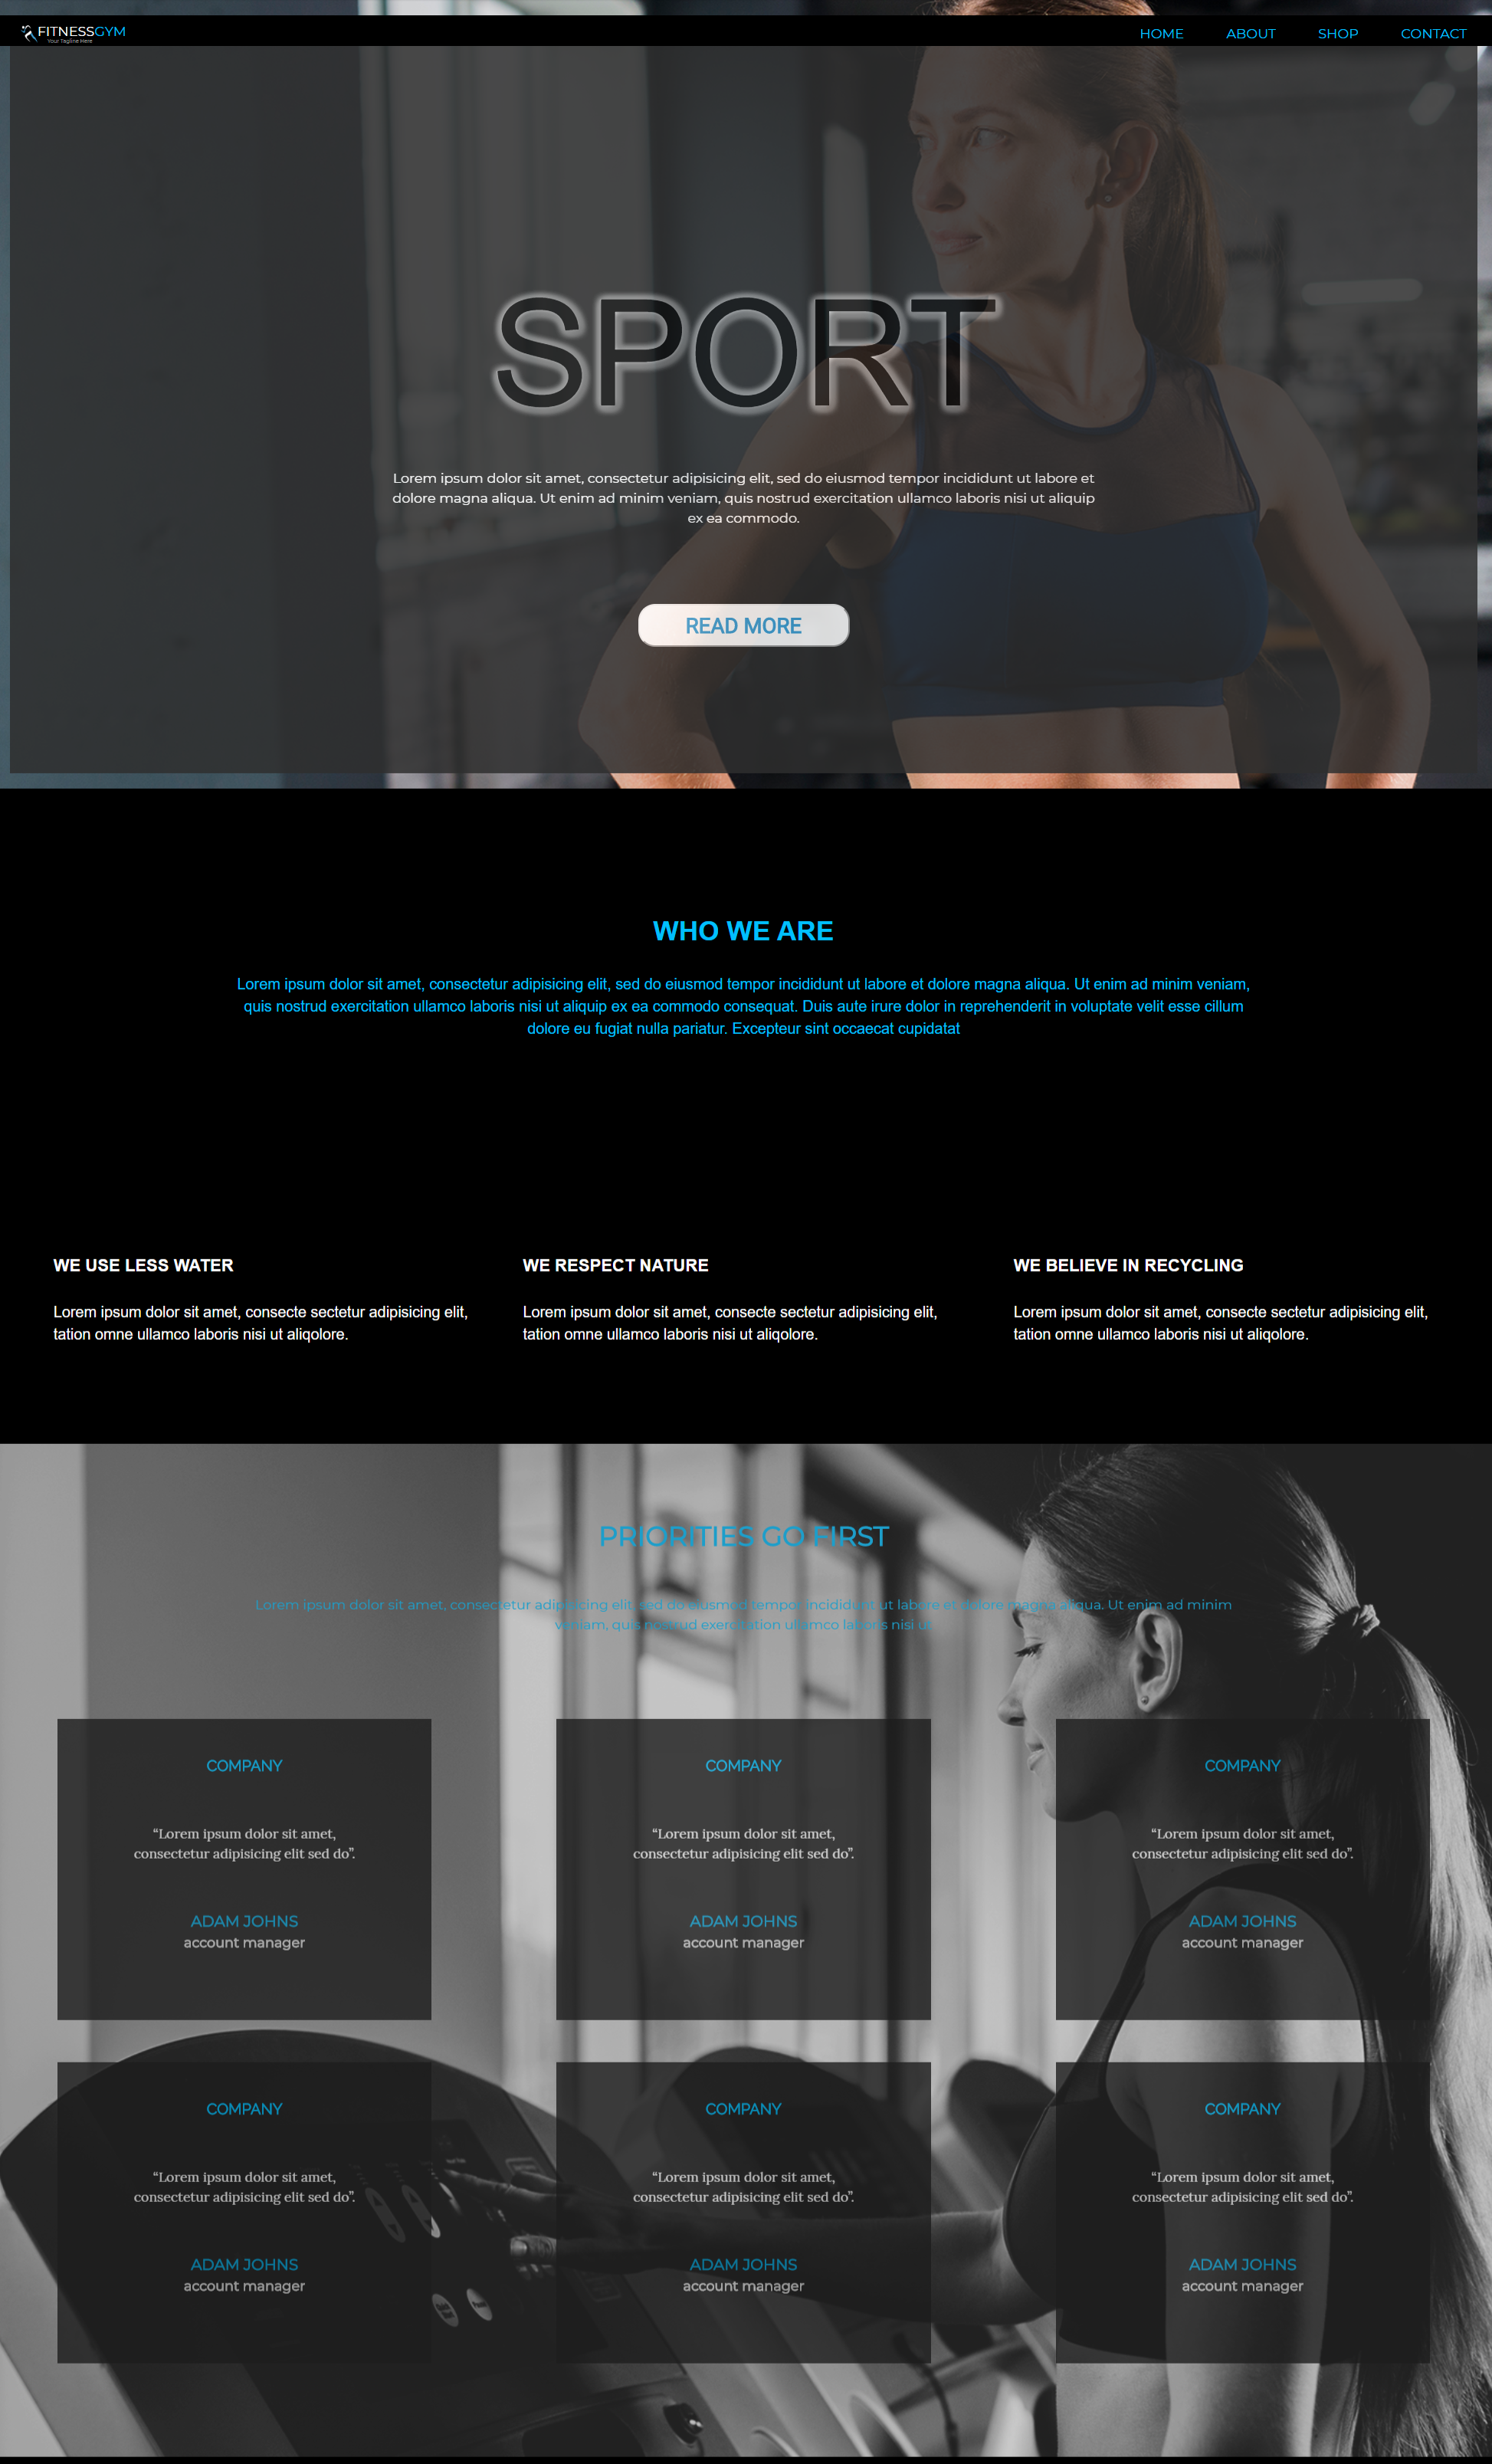 FITNESSGYM
Your Tagline Here
HOME ABOUT SHOP CONTACT
SPORT
Lorem ipsum dolor sit amet, consectetur adipisicing elit, sed do eiusmod tempor incididunt ut labore et
dolore magna aliqua. Ut enim ad minim veniam, quis nostrud exercitation ullamco laboris nisi ut aliquip
ex ea commodo.
READ MORE
WHO WE ARE
Lorem ipsum dolor sit amet, consectetur adipisicing elit, sed do eiusmod tempor incididunt ut labore et dolore magna aliqua. Ut enim ad minim veniam,
quis nostrud exercitation ullamco laboris nisi ut aliquip ex ea commodo consequat. Duis aute irure dolor in reprehenderit in voluptate velit esse cillum
dolore eu fugiat nulla pariatur. Excepteur sint occaecat cupidatat
WE USE LESS WATER
Lorem ipsum dolor sit amet, consecte sectetur adipisicing elit,
tation omne ullamco laboris nisi ut aliqolore.
WE RESPECT NATURE
Lorem ipsum dolor sit amet, consecte sectetur adipisicing elit,
tation omne ullamco laboris nisi ut aliqolore.
WE BELIEVE IN RECYCLING
Lorem ipsum dolor sit amet, consecte sectetur adipisicing elit,
tation omne ullamco laboris nisi ut aliqolore.
PRIORITIES GO FIRST
Lorem ipsum dolor sit amet, consectetur adipisicing elit, sed do eiusmod tempor incididunt ut labore et dolore magna aliqua. Ut enim ad minim
veniam, quis nostrud exercitation ullamco laboris nisi ut
COMPANY
“Lorem ipsum dolor sit amet,
consectetur adipisicing elit sed do”.
ADAM JOHNS
account manager
COMPANY
“Lorem ipsum dolor sit amet,
consectetur adipisicing elit sed do”.
ADAM JOHNS
account manager
COMPANY
“Lorem ipsum dolor sit amet,
consectetur adipisicing elit sed do”.
ADAM JOHNS
account manager
COMPANY
“Lorem ipsum dolor sit amet,
consectetur adipisicing elit sed do”.
ADAM JOHNS
account manager
COMPANY
“Lorem ipsum dolor sit amet,
consectetur adipisicing elit sed do”.
ADAM JOHNS
account manager
COMPANY
“Lorem ipsum dolor sit amet,
consectetur adipisicing elit sed do”.
ADAM JOHNS
account manager